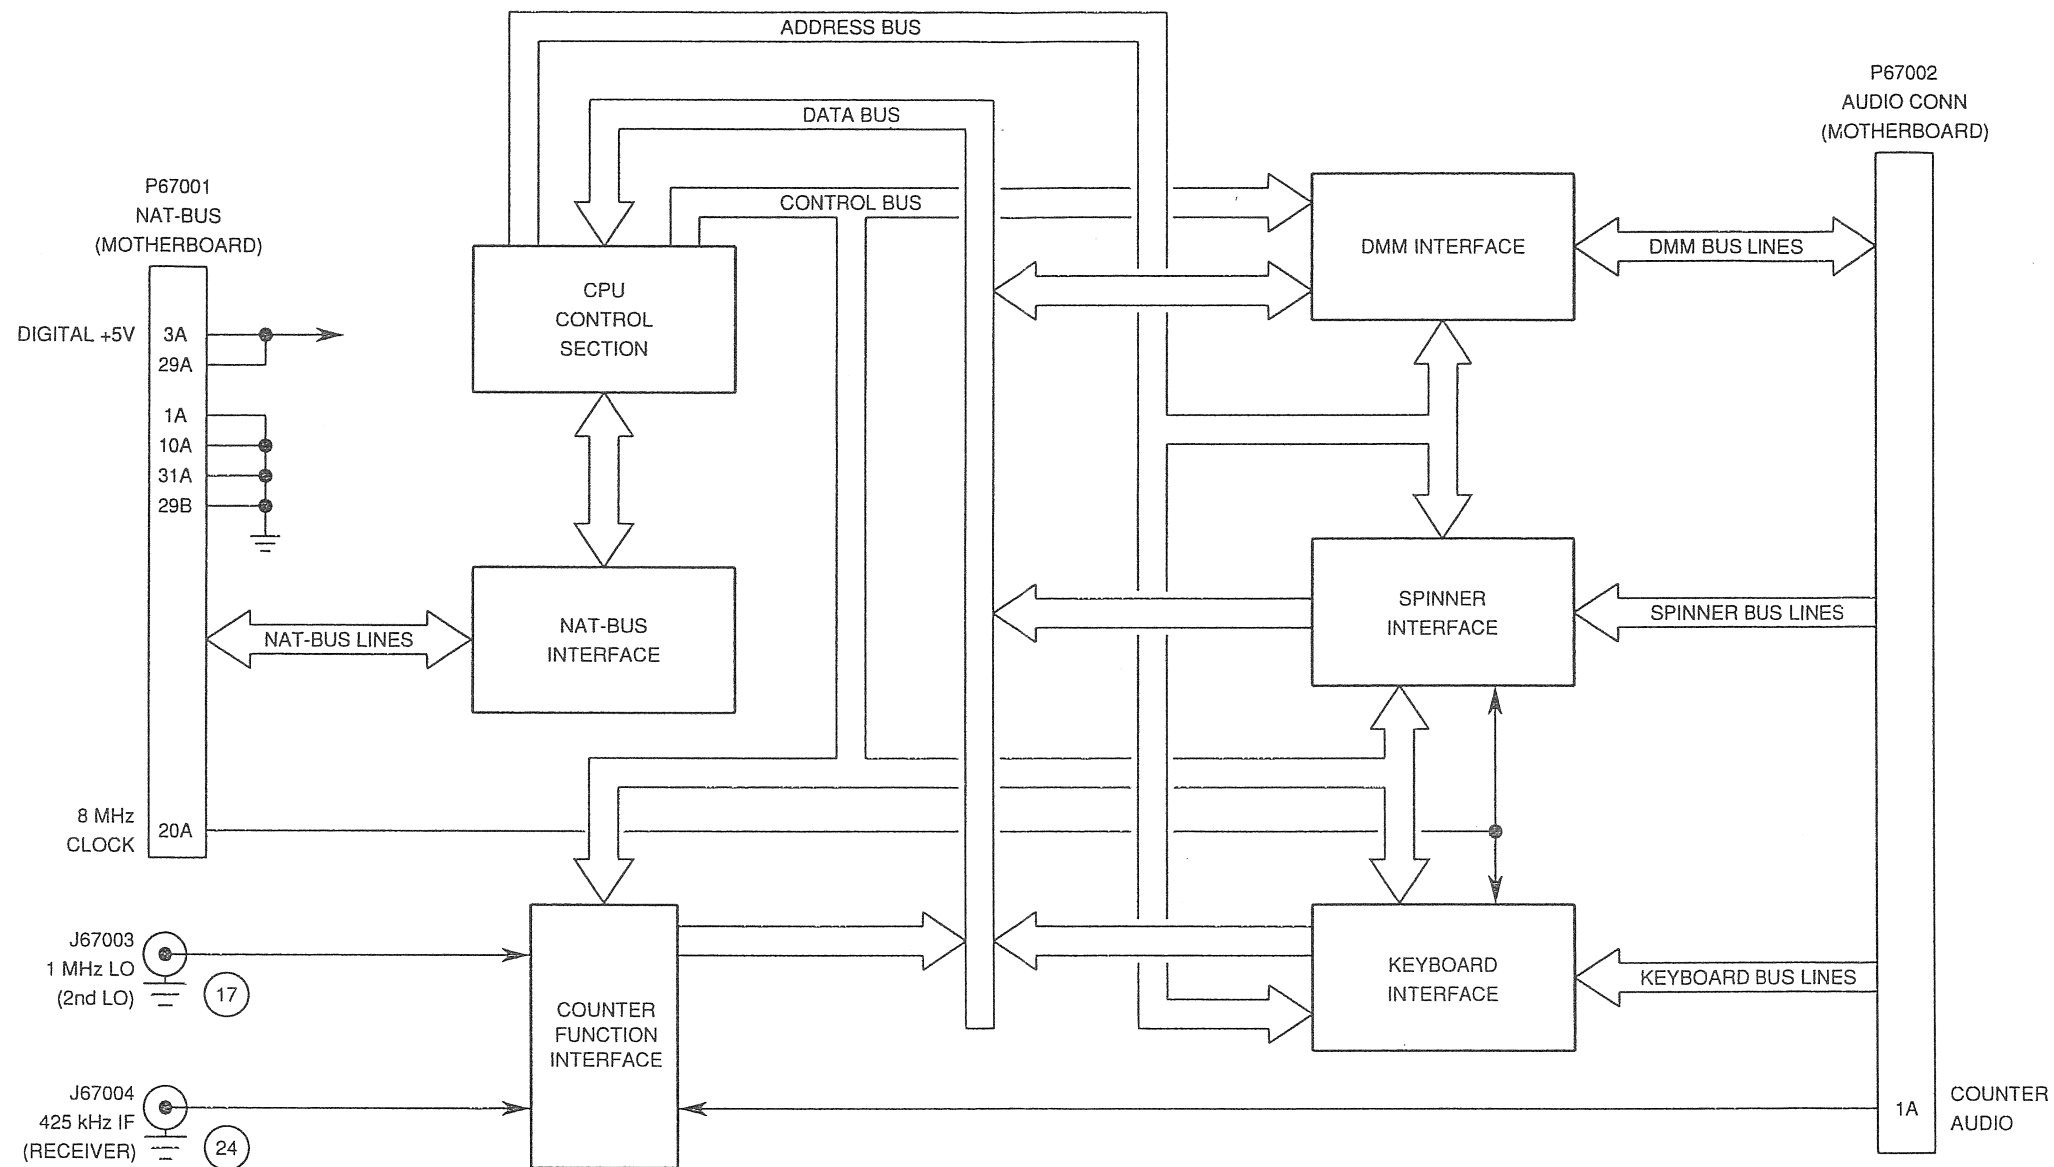 ADDRESS BUS
DATA BUS
CONTROL BUS
P67001
NAT-BUS
(MOTHERBOARD)
DIGITAL +5V
3A
29A
1A
10A
31A
29B
8 MHz
CLOCK
20A
NAT-BUS LINES
CPU
CONTROL
SECTION
NAT-BUS
INTERFACE
J67003
1 MHz LO
(2nd LO)
17
J67004
425 kHz IF
(RECEIVER)
24
COUNTER
FUNCTION
INTERFACE
DMM INTERFACE
DMM BUS LINES
SPINNER
INTERFACE
SPINNER BUS LINES
KEYBOARD
INTERFACE
KEYBOARD BUS LINES
P67002
AUDIO CONN
(MOTHERBOARD)
1A
COUNTER
AUDIO